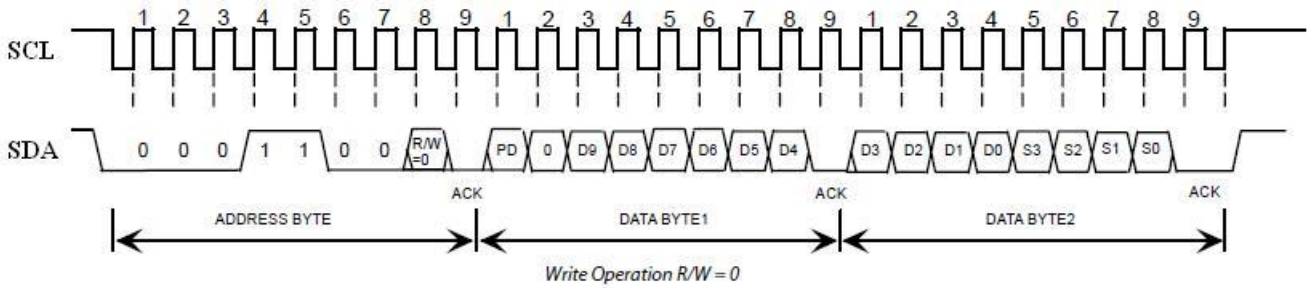 1 2 3 4 5 6 7 8 9 1 2 3 4 5 6 7 8 9 1 2 3 4 5 6 7 8 9
SCL
SDA 0 0 0 1 1 0 0 R/W =0 PD 0 D9 D8 D7 D6 D5 D4 D3 D2 D1 D0 S3 S2 S1 S0
ACK ACK ACK
ADDRESS BYTE DATA BYTE1 DATA BYTE2
Write Operation R/W = 0